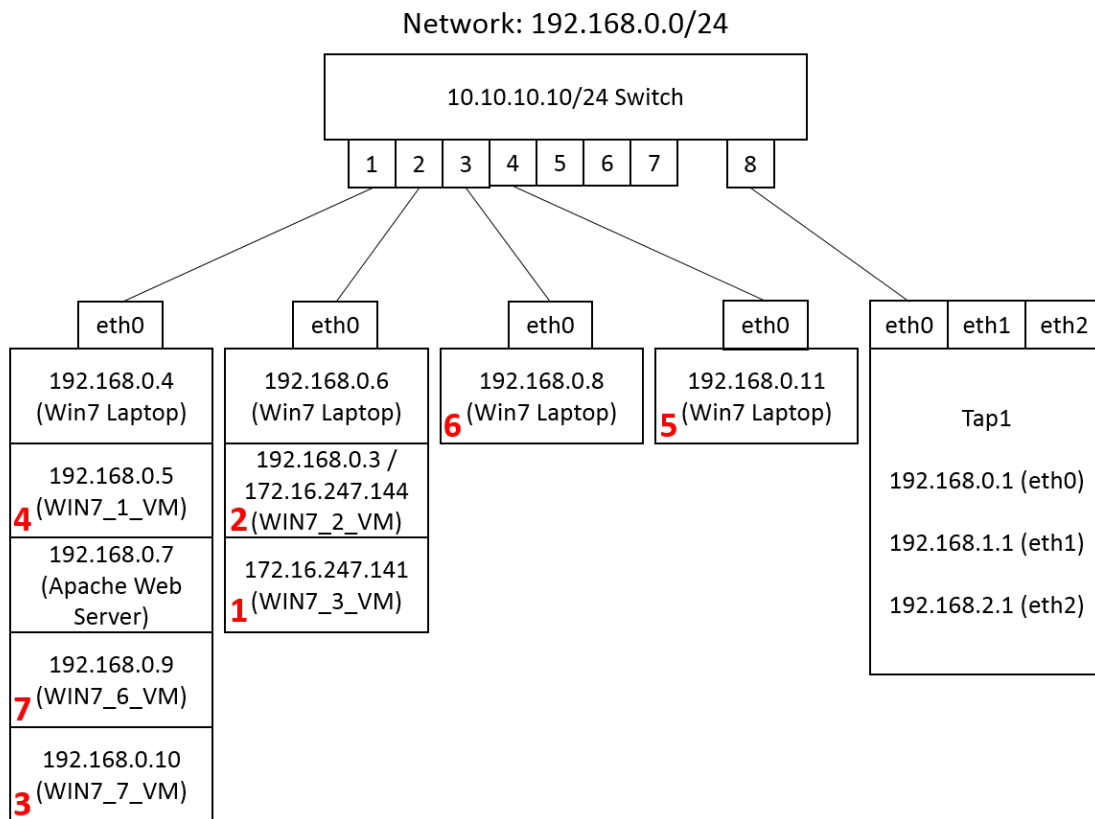 Network: 192.168.0.0/24
10.10.10.10/24 Switch
1 2 3 4 5 6 7 8
eth0 eth0 eth0 eth0 eth0 eth1 eth2
192.168.0.4
(Win7 Laptop)
4
192.168.0.5
(WIN7_1_VM)
192.168.0.7
(Apache Web
Server)
7
192.168.0.9
(WIN7_6_VM)
3
192.168.0.10
(WIN7_7_VM)
192.168.0.6
(Win7 Laptop)
2
192.168.0.3 /
172.16.247.144
(WIN7_2_VM)
1
172.16.247.141
(WIN7_3_VM)
6
192.168.0.8
(Win7 Laptop)
5
192.168.0.11
(Win7 Laptop)
Tap1
192.168.0.1 (eth0)
192.168.1.1 (eth1)
192.168.2.1 (eth2)